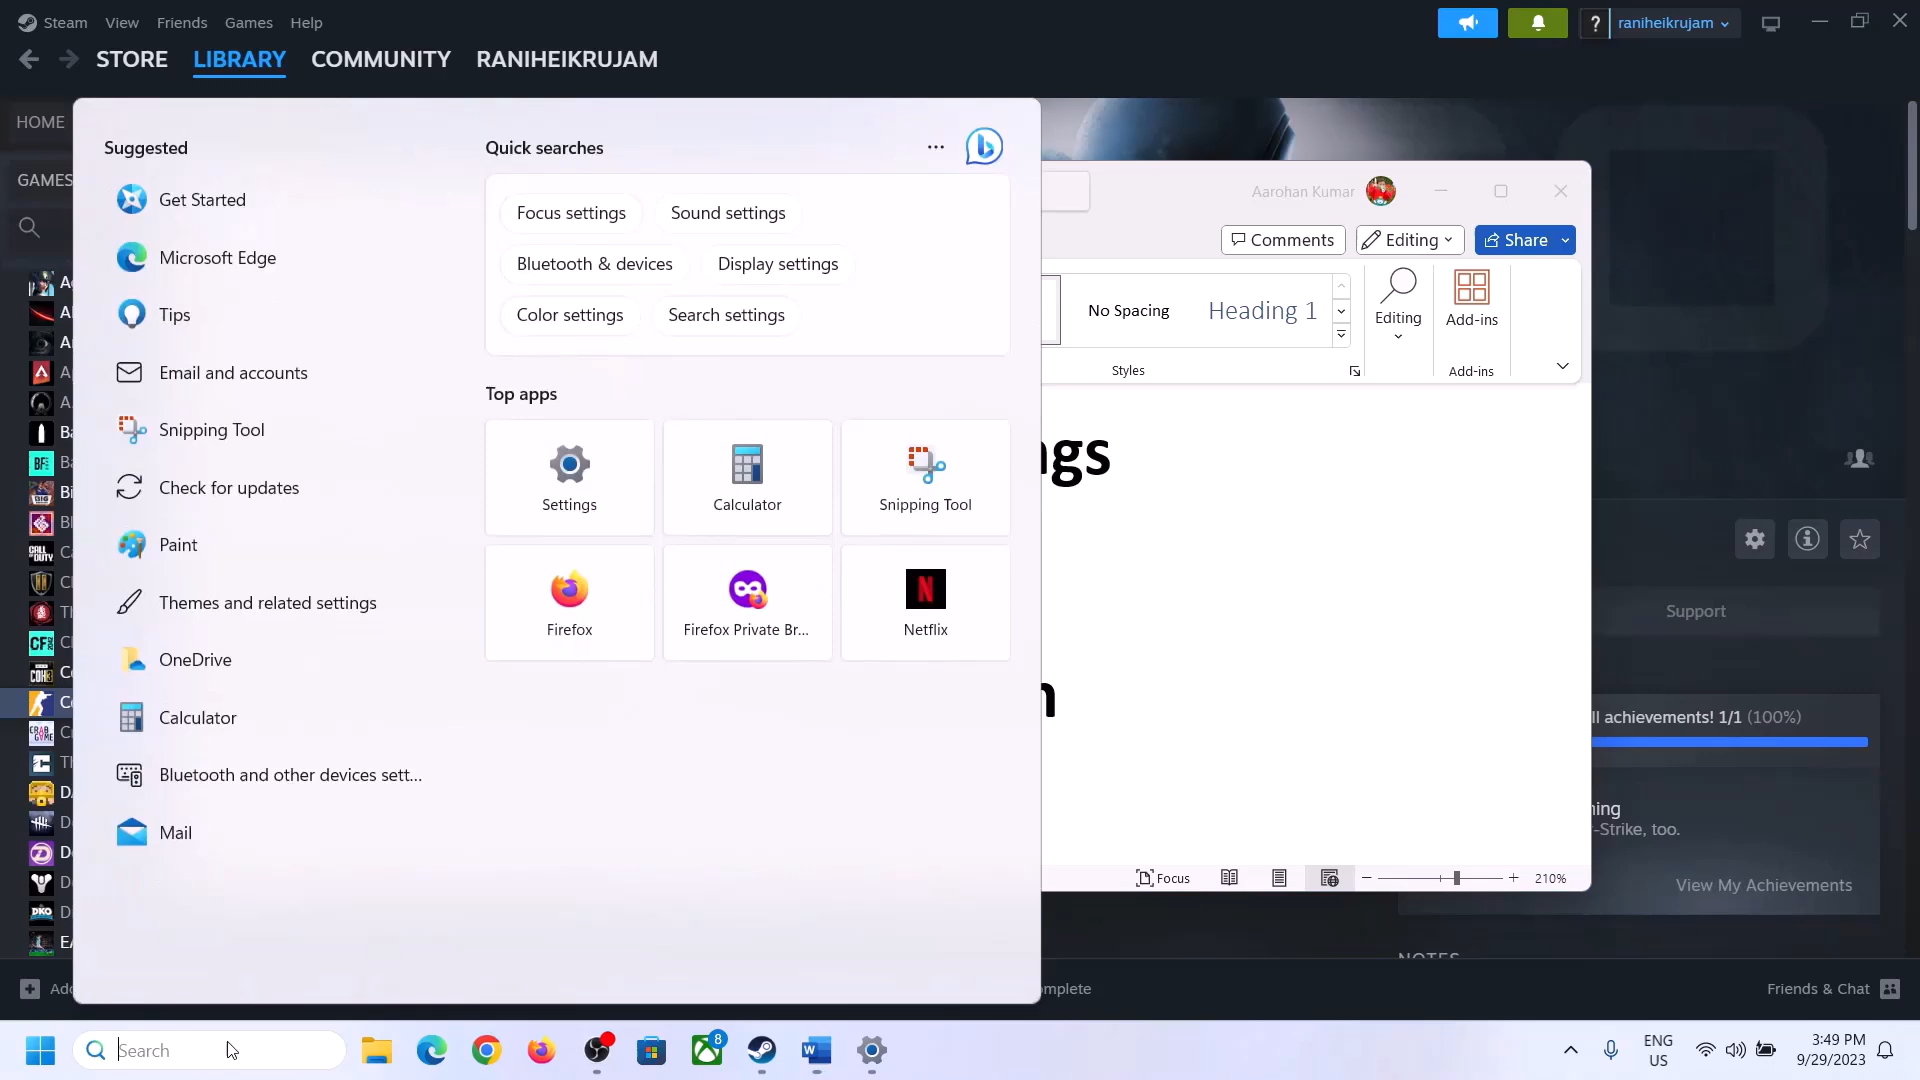 Steam View Friends Games Help
raniheikrujam
STORE LIBRARY COMMUNITY RANIHEIKRUJAM
HOME
GAMES
Suggested
Get Started
Microsoft Edge
Tips
Email and accounts
Snipping Tool
Check for updates
Paint
Themes and related settings
OneDrive
Calculator
Bluetooth and other devices sett...
Mail
Quick searches
Focus settings
Sound settings
Bluetooth & devices
Display settings
Color settings
Search settings
Top apps
Settings
Calculator
Snipping Tool
Firefox
Firefox Private Br...
Netflix
Aarohan Kumar
Comments
Editing
Share
No Spacing
Heading 1
Editing
Add-ins
Styles
Add-ins
ngs
n
Focus
210%
Support
ll achievements! 1/1 (100%)
-Strike, too.
View My Achievements
NOTES
omplete
Friends & Chat
Search
8
ENG
US
3:49 PM
9/29/2023